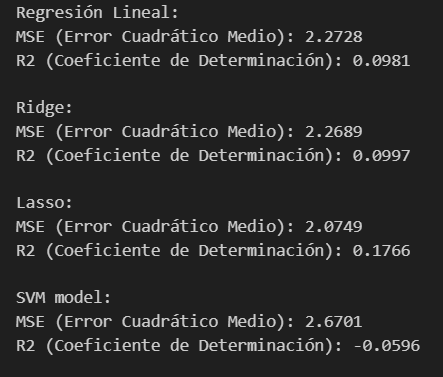 Regresión Lineal:
MSE (Error Cuadrático Medio): 2.2728
R2 (Coeficiente de Determinación): 0.0981
Ridge:
MSE (Error Cuadrático Medio): 2.2689
R2 (Coeficiente de Determinación): 0.0997
Lasso:
MSE (Error Cuadrático Medio): 2.0749
R2 (Coeficiente de Determinación): 0.1766
SVM model:
MSE (Error Cuadrático Medio): 2.6701
R2 (Coeficiente de Determinación): -0.0596